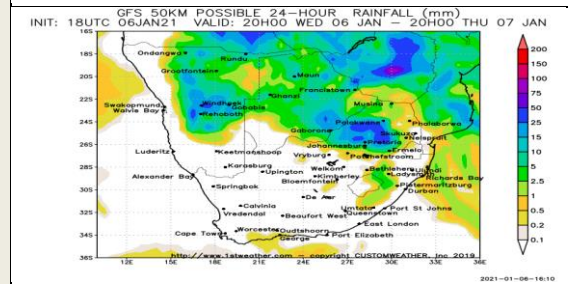 GFS 50KM POSSIBLE 24-HOUR RAINFALL (mm)
INIT: 18UTC 06JAN21 VALID: 20H00 WED 06 JAN - 20H00 THU 07 JAN
16S
18S
20S
22S
24S
26S
28S
30S
32S
34S
36S
Ondongwa
Rundu
Grootfontein
Maun
Ghanzi
Francistown
Swakopmund
Walvis Bay
Windhoek
Gobabis
Rehoboth
Musina
Polokwane
Phalaborwa
Skukuza
Nelspruit
Gaborone
Pretoria
Johannesburg
Ermelo
Luderitz
Keetmanshoop
Vryburg
Potchefstroom
Karasburg
Upington
Welkom
Bethlehem
Ulundi
Ladysmith
Richards Bay
Alexander Bay
Kimberley
Bloemfontein
Springbok
Pietermaritzburg
Durban
De Aar
Calvinia
Vredendal
Beaufort West
Umtata
Queenstown
Port St Johns
East London
Cape Town
Worcester
Oudtshoorn
George
Port Elizabeth
http://www.1stweather.com - copyright CUSTOMWEATHER, Inc 2019
12E 15E 18E 21E 24E 27E 30E 33E 36E
200
150
100
75
50
25
15
10
5
2.5
1
0.5
0.2
0.1
2021-01-06-18:10